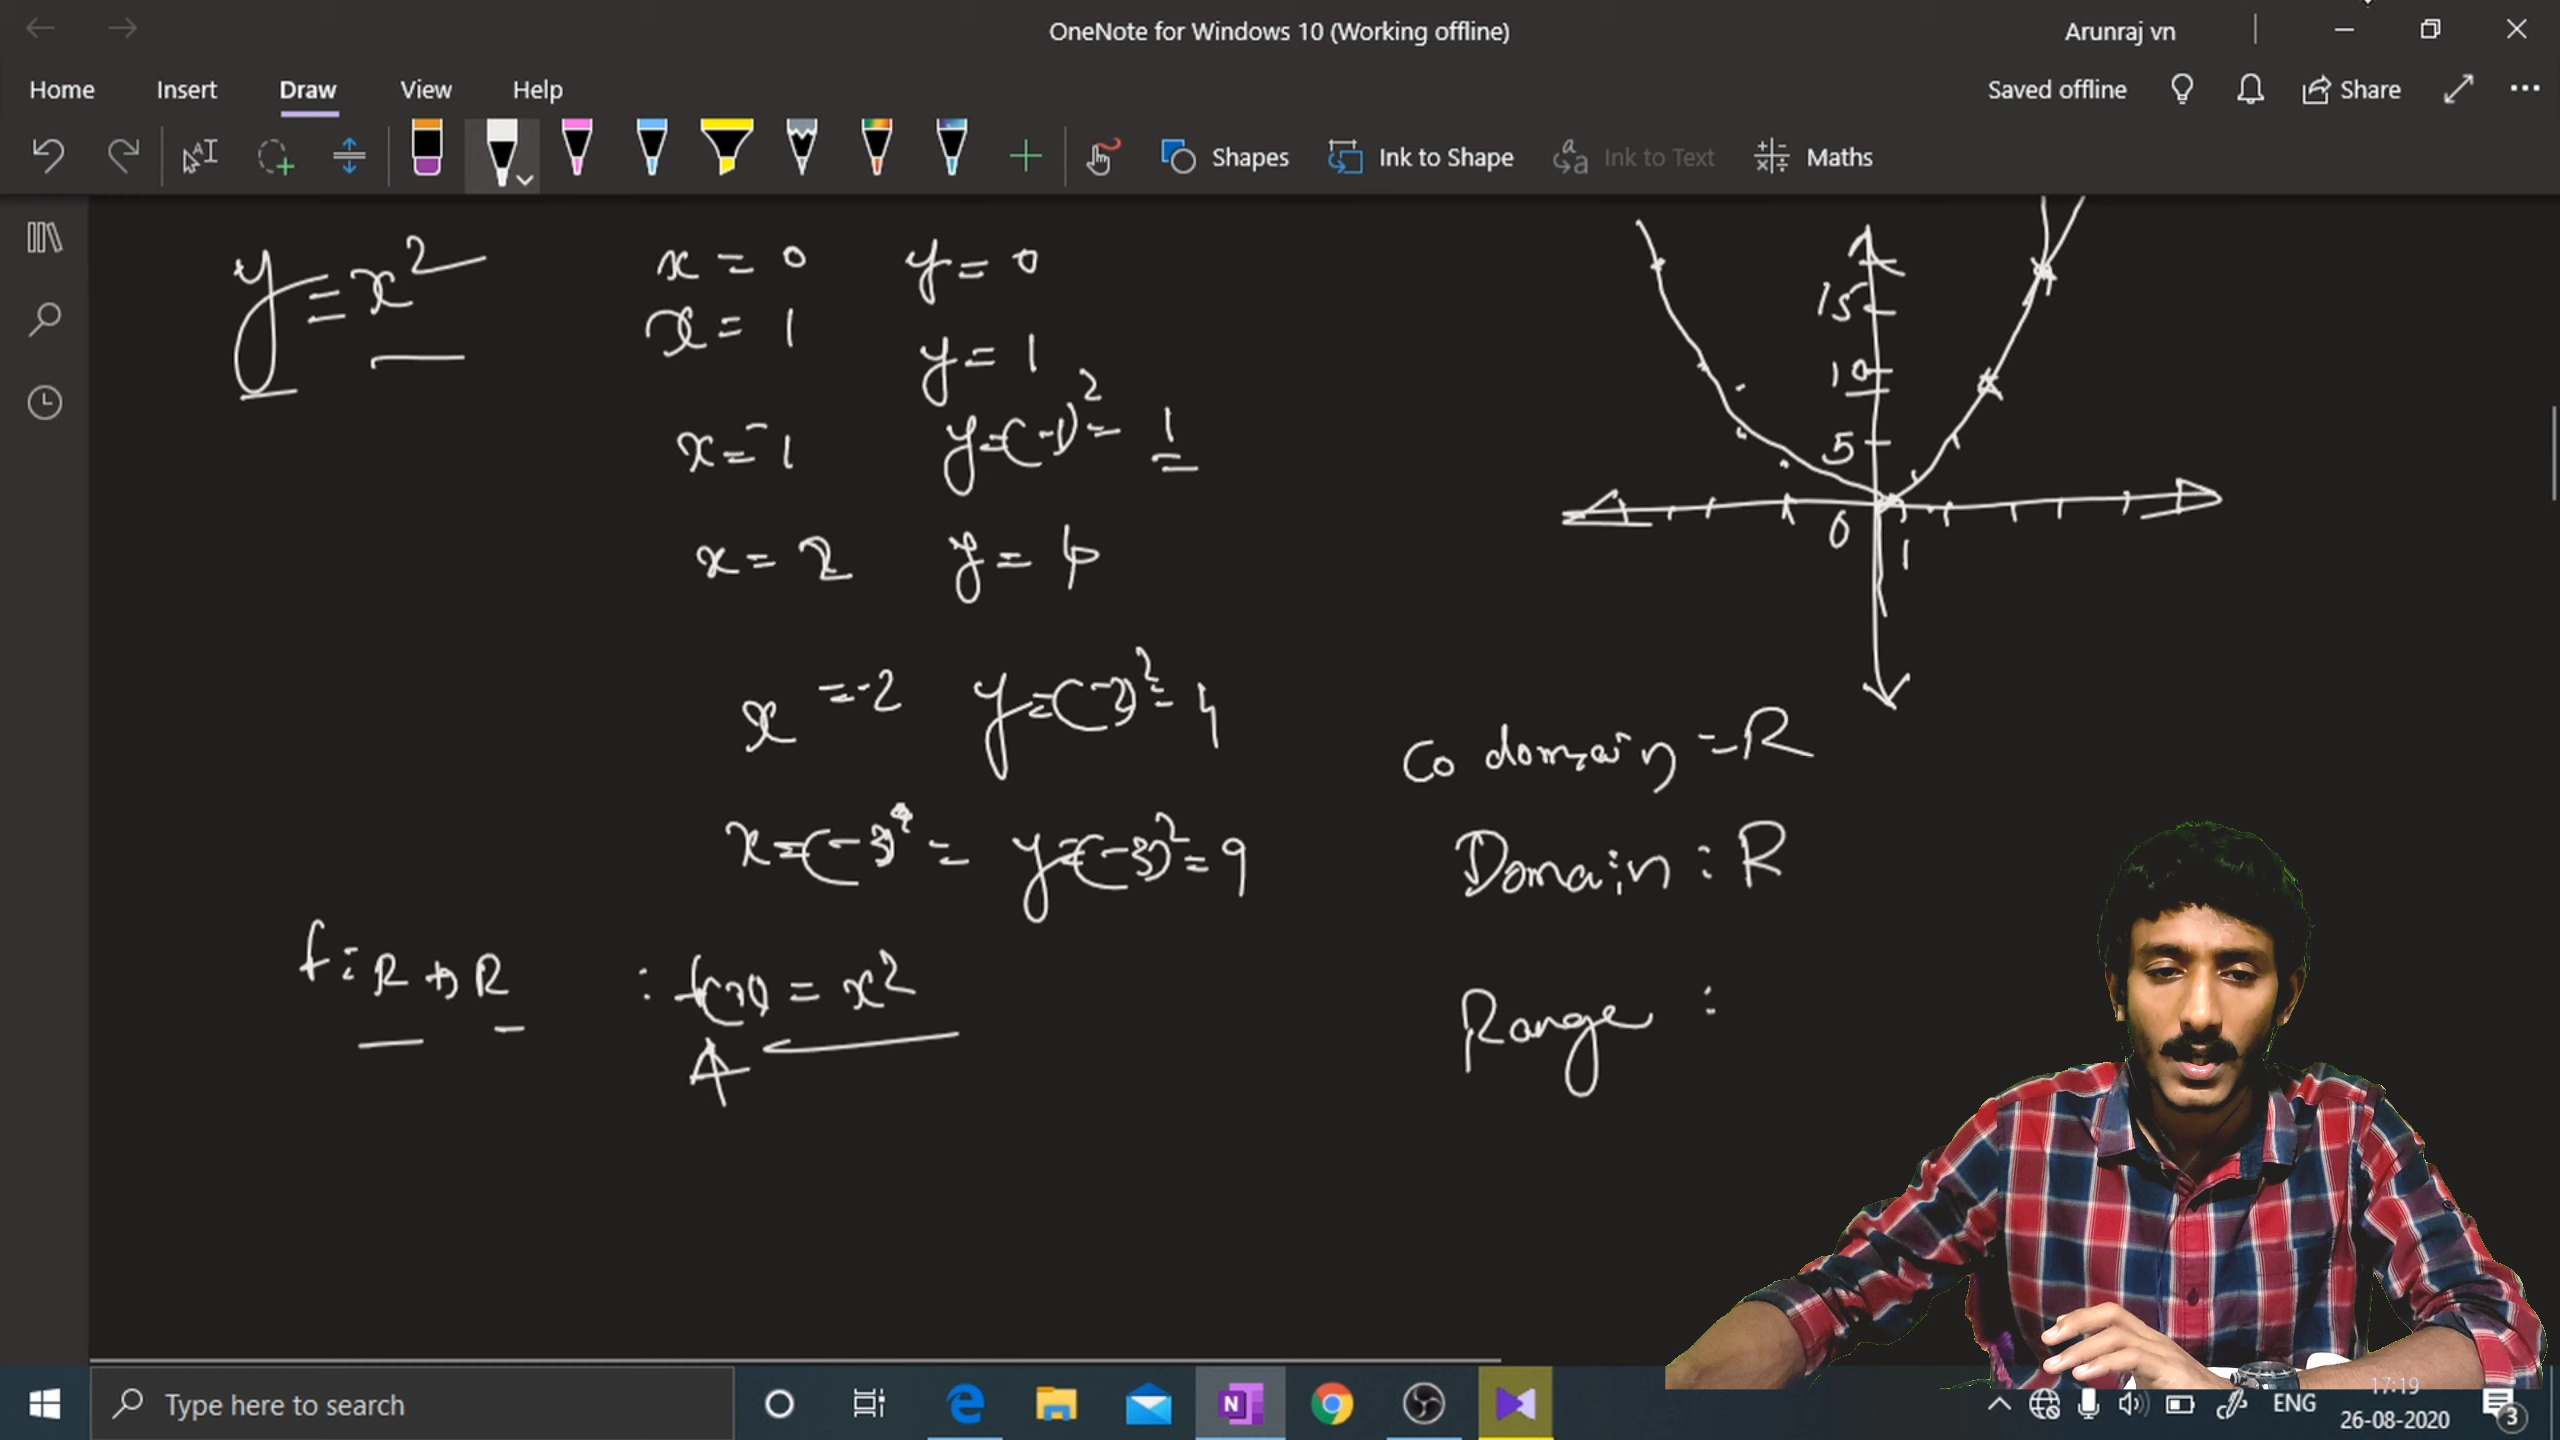 OneNote for Windows 10 (Working offline)
Arunraj vn
Home Insert Draw View Help
Saved offline Share
Shapes Ink to Shape Ink to Text Maths
y = x²
x = 0 y = 0
x = 1 y = 1
x = -1 y = (-1)² = 1
x = 2 y = 4
x = -2 y = (-2)² = 4
x = (-3)² = y = (-3)² = 9
f : R → R : f(x) = x²
A
15
10
5
0
1
Co domain = R
Domain : R
Range :
Type here to search
ENG
17:19
26-08-2020
3